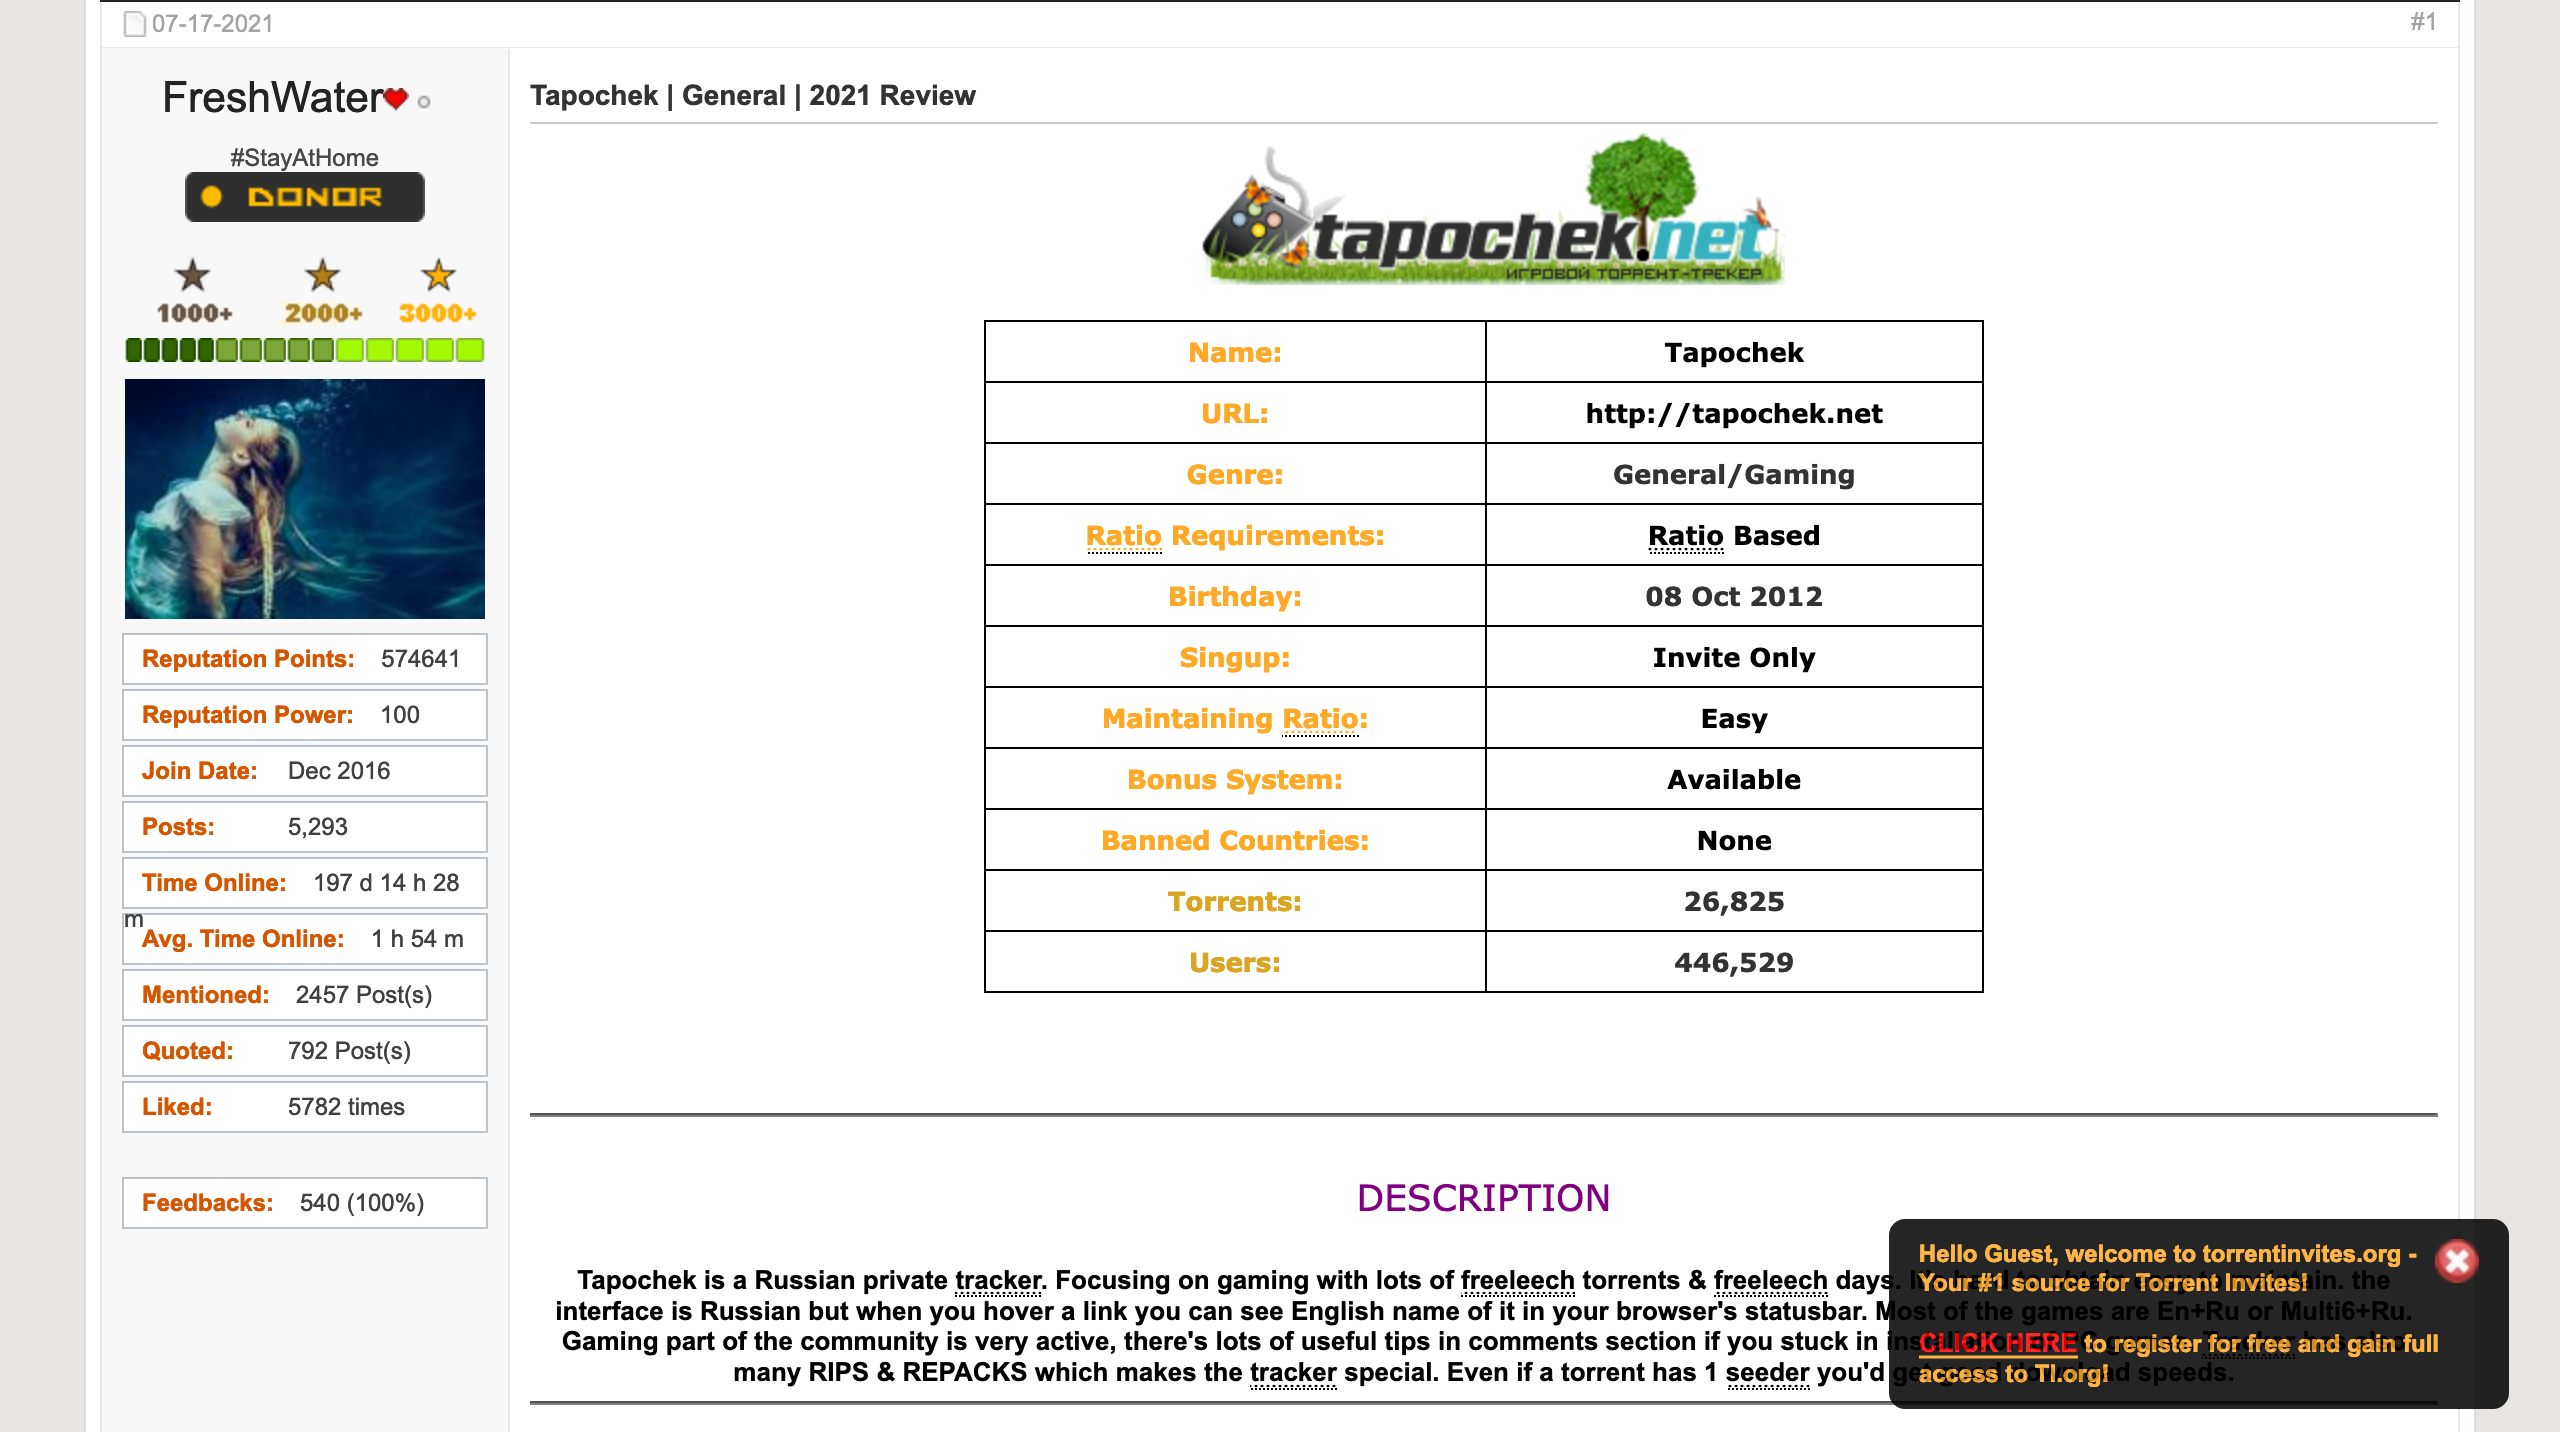 07-17-2021
#1
FreshWater
#StayAtHome
DONOR
1000+ 2000+ 3000+
Reputation Points: 574641
Reputation Power: 100
Join Date: Dec 2016
Posts: 5,293
Time Online: 197 d 14 h 28
m
Avg. Time Online: 1 h 54 m
Mentioned: 2457 Post(s)
Quoted: 792 Post(s)
Liked: 5782 times
Feedbacks: 540 (100%)
Tapochek | General | 2021 Review
tapochek.net
ИГРОВОЙ ТОРРЕНТ-ТРЕКЕР
Name: Tapochek
URL: http://tapochek.net
Genre: General/Gaming
Ratio Requirements: Ratio Based
Birthday: 08 Oct 2012
Singup: Invite Only
Maintaining Ratio: Easy
Bonus System: Available
Banned Countries: None
Torrents: 26,825
Users: 446,529
DESCRIPTION
Tapochek is a Russian private tracker. Focusing on gaming with lots of freeleech torrents & freeleech days. the
interface is Russian but when you hover a link you can see English name of it in your browser's statusbar. Most of the games are En+Ru or Multi6+Ru.
Gaming part of the community is very active, there's lots of useful tips in comments section if you stuck in
many RIPS & REPACKS which makes the tracker special. Even if a torrent has 1 seeder you'd get good download speeds.
Hello Guest, welcome to torrentinvites.org -
Your #1 source for Torrent Invites!
CLICK HERE to register for free and gain full
access to TI.org!